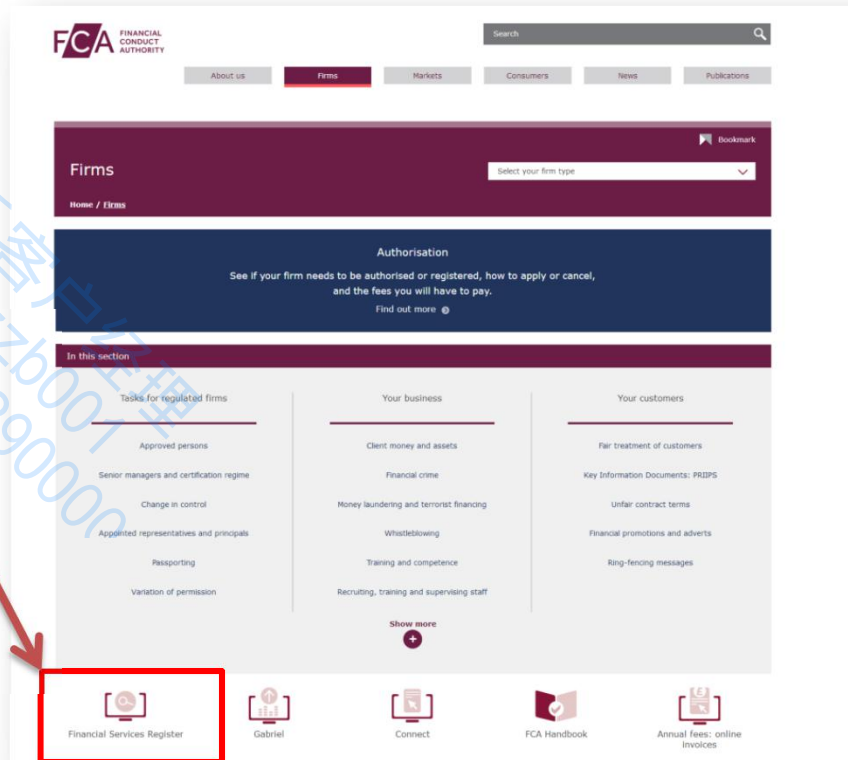 FCA FINANCIAL
CONDUCT
AUTHORITY
Search
About us Firms Markets Consumers News Publications
Bookmark
Firms
Select your firm type
Home / Firms
Authorisation
See if your firm needs to be authorised or registered, how to apply or cancel,
and the fees you will have to pay.
Find out more
In this section
Tasks for regulated firms Your business Your customers
Approved persons Client money and assets Fair treatment of customers
Senior managers and certification regime Financial crime Key Information Documents: PRIIPS
Change in control Money laundering and terrorist financing Unfair contract terms
Appointed representatives and principals Whistleblowing Financial promotions and adverts
Passporting Training and competence Ring-fencing messages
Variation of permission Recruiting, training and supervising staff
Show more
Financial Services Register Gabriel Connect FCA Handbook Annual fees: online
invoices
客户经理